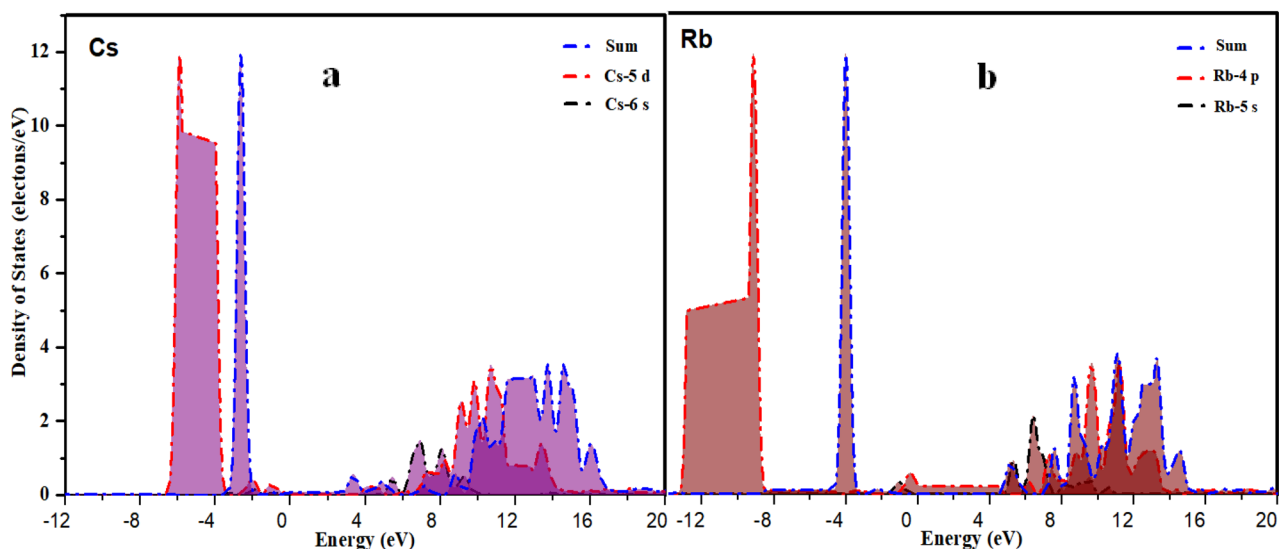 Cs
a
Sum
Cs-5 d
Cs-6 s
Rb
b
Sum
Rb-4 p
Rb-5 s
Density of States (electons/eV)
12
10
8
6
4
2
0
-12 -8 -4 0 4 8 12 16 20
Energy (eV)
-12 -8 -4 0 4 8 12 16 20
Energy (eV)